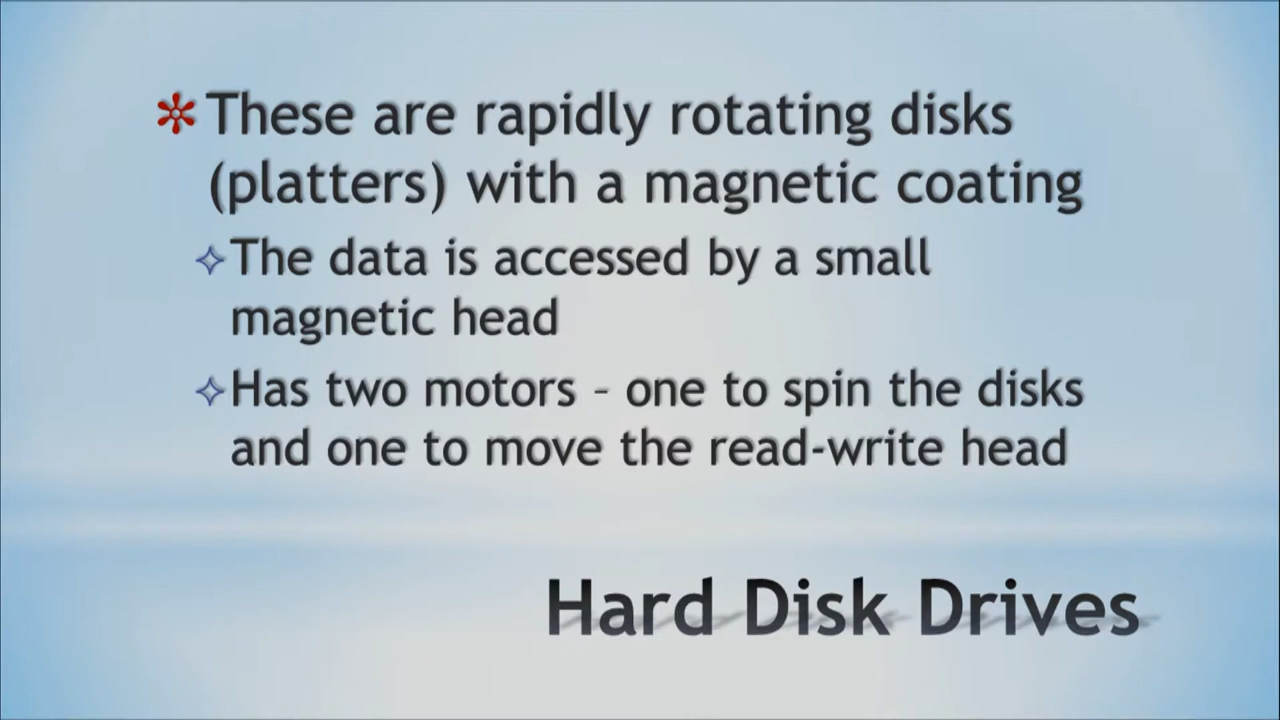 These are rapidly rotating disks
(platters) with a magnetic coating
The data is accessed by a small
magnetic head
Has two motors – one to spin the disks
and one to move the read-write head
Hard Disk Drives